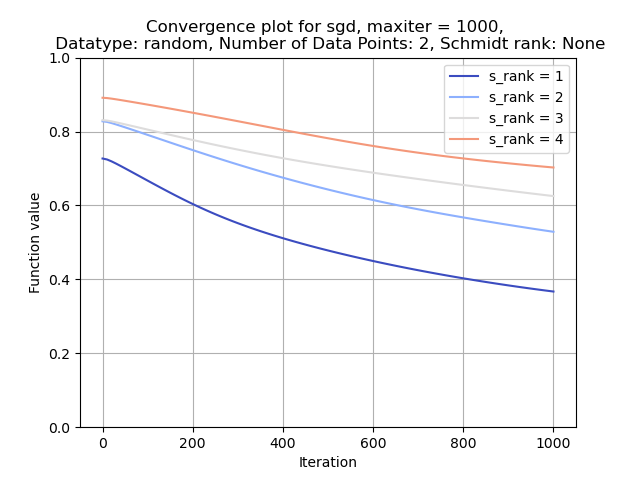 Convergence plot for sgd, maxiter = 1000,
Datatype: random, Number of Data Points: 2, Schmidt rank: None
s_rank = 1
s_rank = 2
s_rank = 3
s_rank = 4
Function value
1.0
0.8
0.6
0.4
0.2
0.0
0 200 400 600 800 1000
Iteration